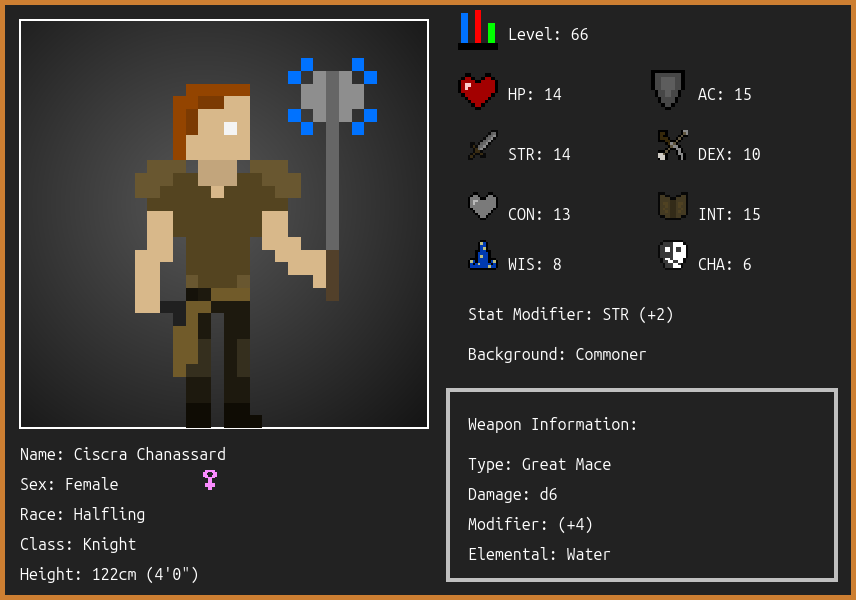 Level: 66
HP: 14
AC: 15
STR: 14
DEX: 10
CON: 13
INT: 15
WIS: 8
CHA: 6
Stat Modifier: STR (+2)
Background: Commoner
Weapon Information:
Type: Great Mace
Damage: d6
Modifier: (+4)
Elemental: Water
Name: Ciscra Chanassard
Sex: Female
Race: Halfling
Class: Knight
Height: 122cm (4'0")